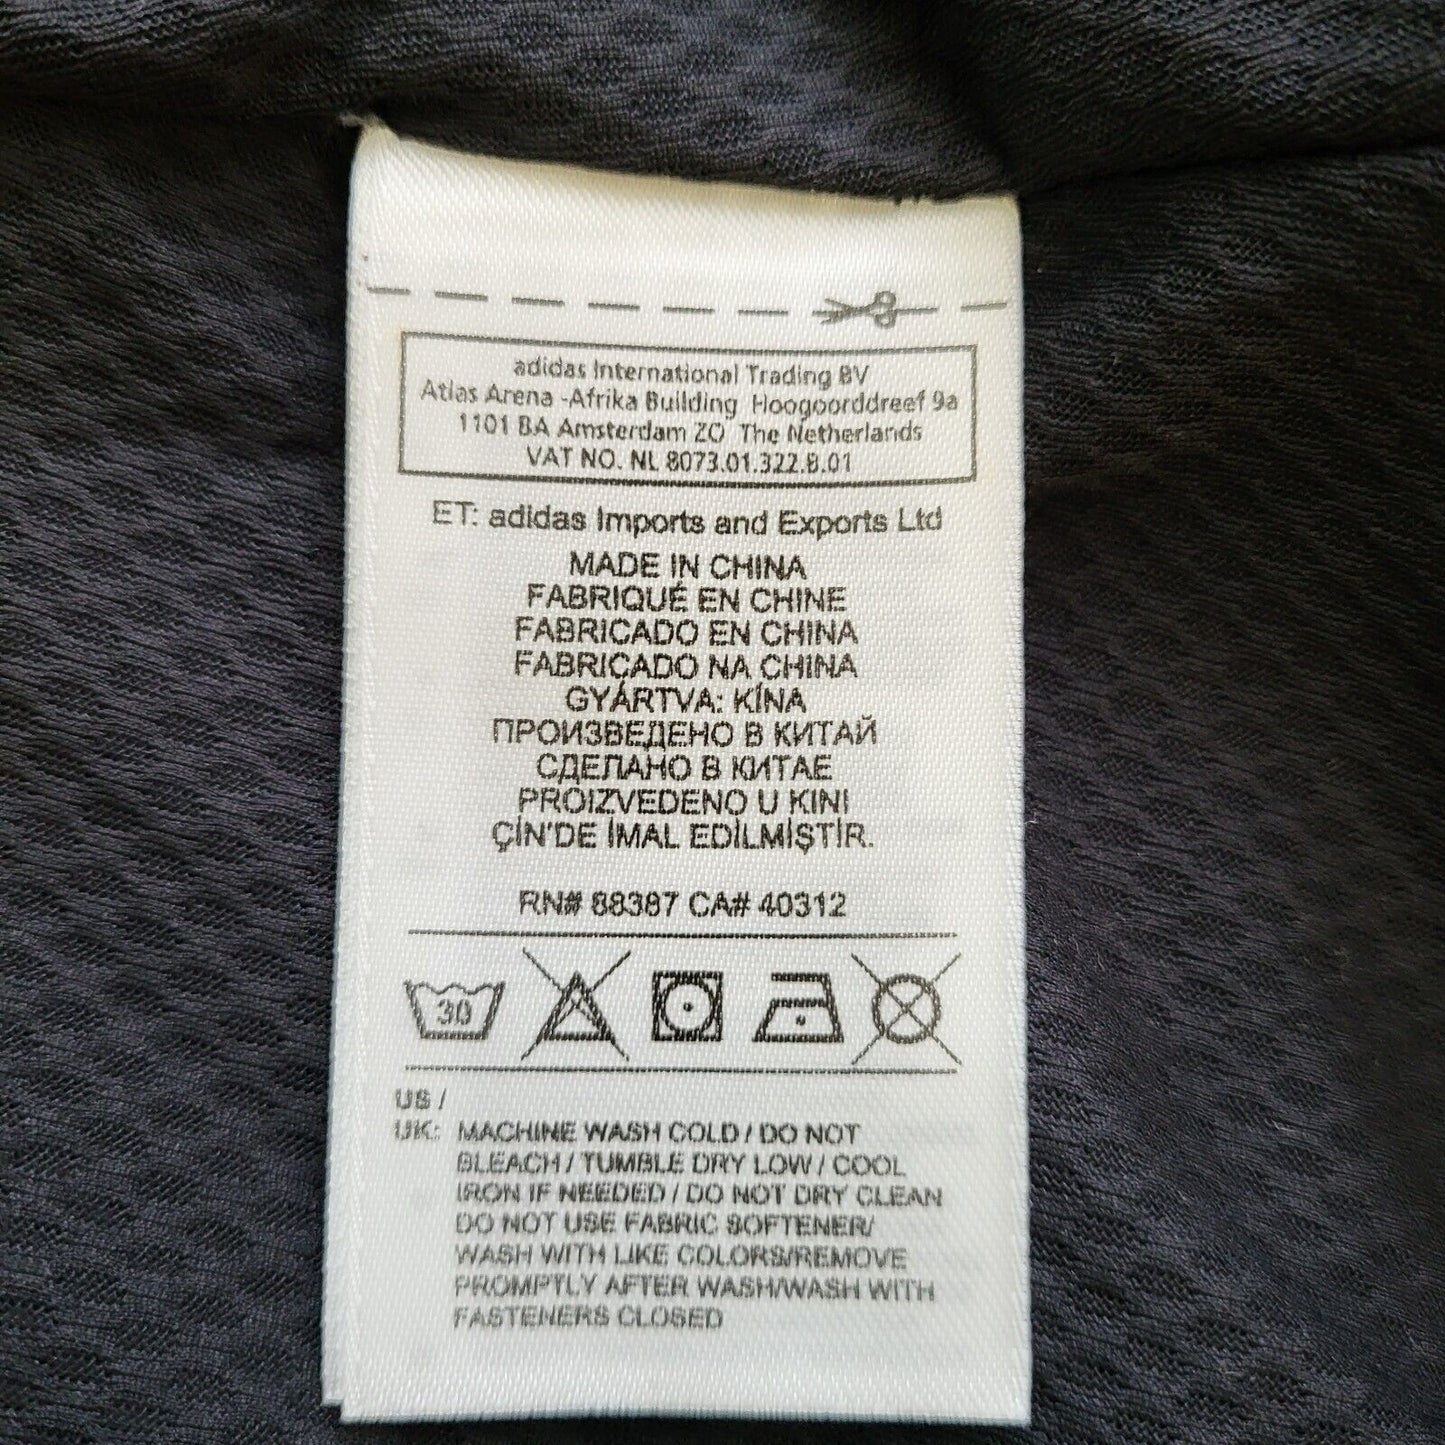 adidas International Trading BV
Atlas Arena -Afrika Building Hoogoorddreef 9a
1101 BA Amsterdam ZO The Netherlands
VAT NO. NL 8073.01.322.B.01
ET: adidas Imports and Exports Ltd
MADE IN CHINA
FABRIQUÉ EN CHINE
FABRICADO EN CHINA
FABRICADO NA CHINA
GYÁRTVA: KÍNA
ПРОИЗВЕДЕНО В КИТАЙ
СДЕЛАНО В КИТАЕ
PROIZVEDENO U KINI
ÇİN'DE İMAL EDİLMİŞTİR.
RN# 88387 CA# 40312
30
US /
UK: MACHINE WASH COLD / DO NOT
BLEACH / TUMBLE DRY LOW / COOL
IRON IF NEEDED / DO NOT DRY CLEAN
DO NOT USE FABRIC SOFTENER/
WASH WITH LIKE COLORS/REMOVE
PROMPTLY AFTER WASH/WASH WITH
FASTENERS CLOSED